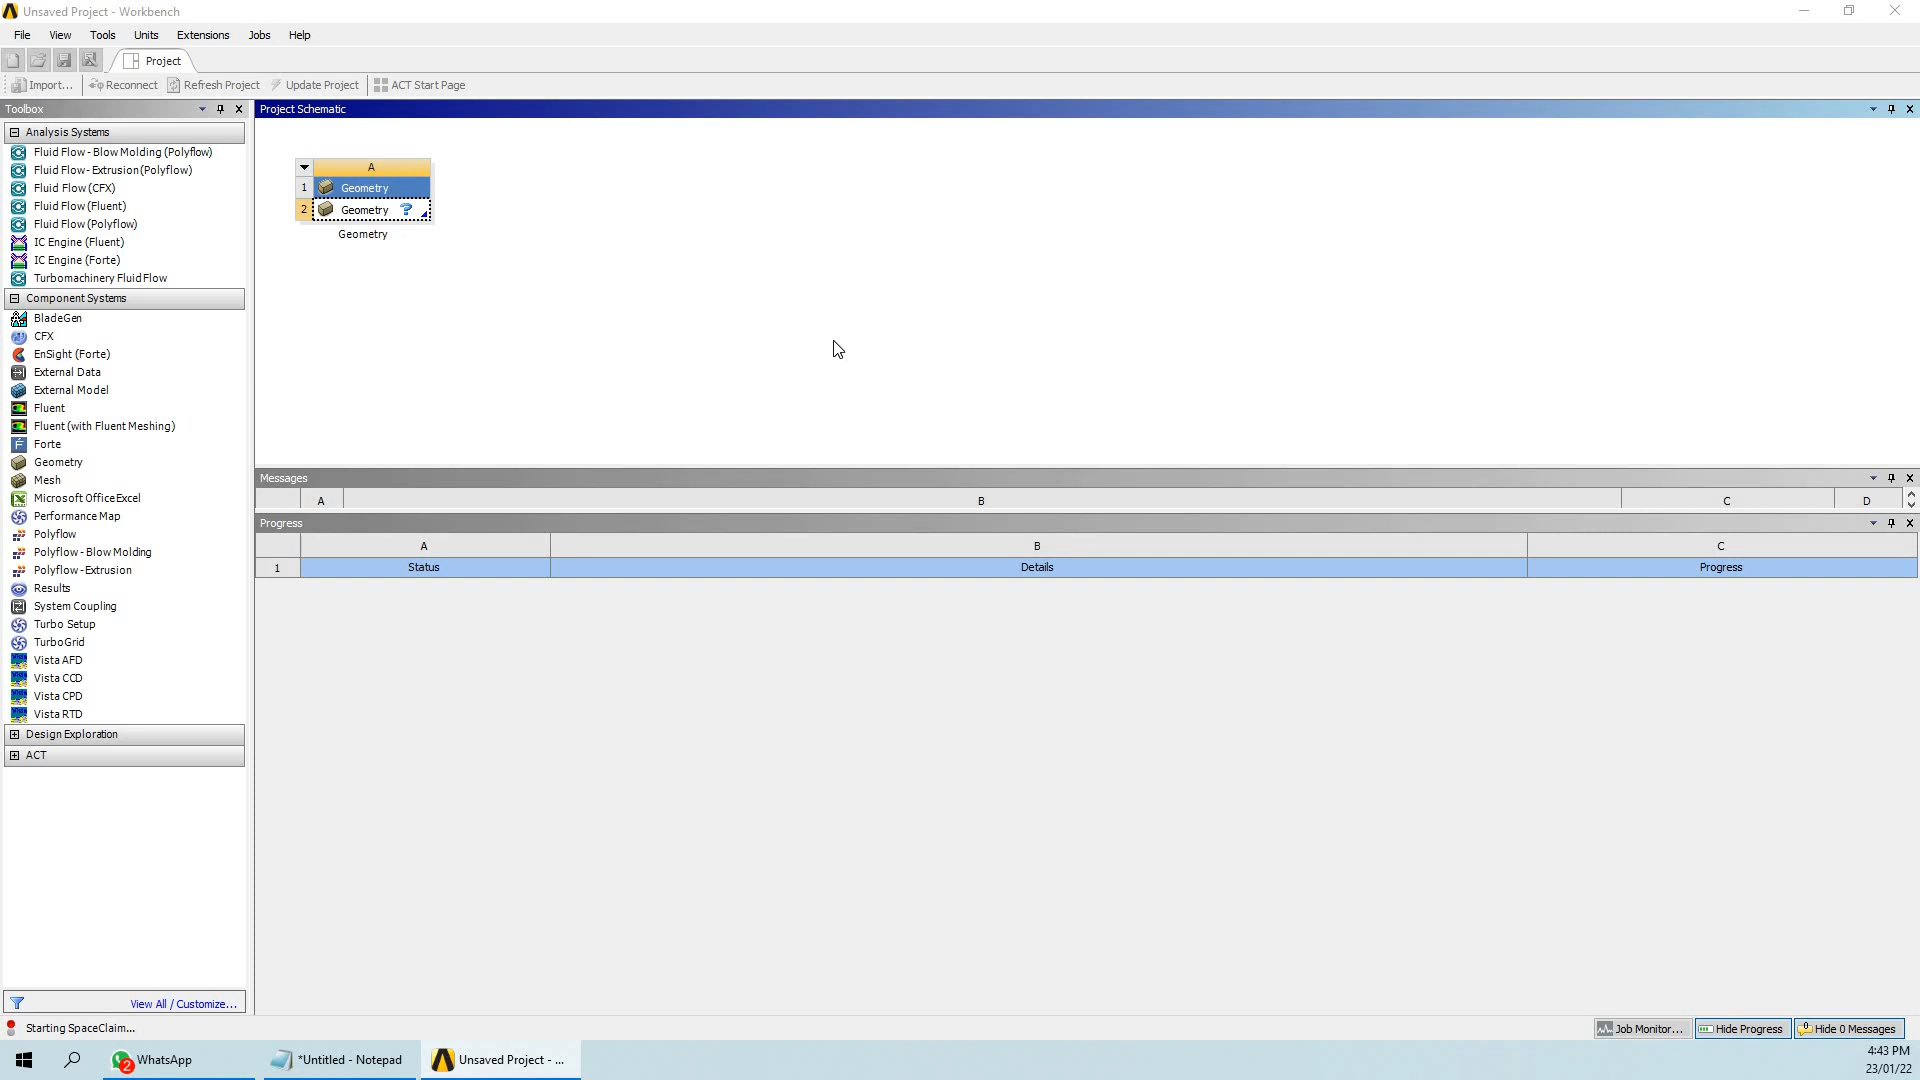 Unsaved Project - Workbench
File View Tools Units Extensions Jobs Help
Project
Import... Reconnect Refresh Project Update Project ACT Start Page
Toolbox
Analysis Systems
Fluid Flow - Blow Molding (Polyflow)
Fluid Flow - Extrusion (Polyflow)
Fluid Flow (CFX)
Fluid Flow (Fluent)
Fluid Flow (Polyflow)
IC Engine (Fluent)
IC Engine (Forte)
Turbomachinery Fluid Flow
Component Systems
BladeGen
CFX
EnSight (Forte)
External Data
External Model
Fluent
Fluent (with Fluent Meshing)
Forte
Geometry
Mesh
Microsoft Office Excel
Performance Map
Polyflow
Polyflow - Blow Molding
Polyflow - Extrusion
Results
System Coupling
Turbo Setup
TurboGrid
Vista AFD
Vista CCD
Vista CPD
Vista RTD
Design Exploration
ACT
View All / Customize...
Project Schematic
A
1 Geometry
2 Geometry ?
Geometry
Messages
A B C D
Progress
A B C
1 Status Details Progress
Starting SpaceClaim...
Job Monitor... Hide Progress Hide 0 Messages
2 WhatsApp *Untitled - Notepad Unsaved Project - ...
4:43 PM
23/01/22